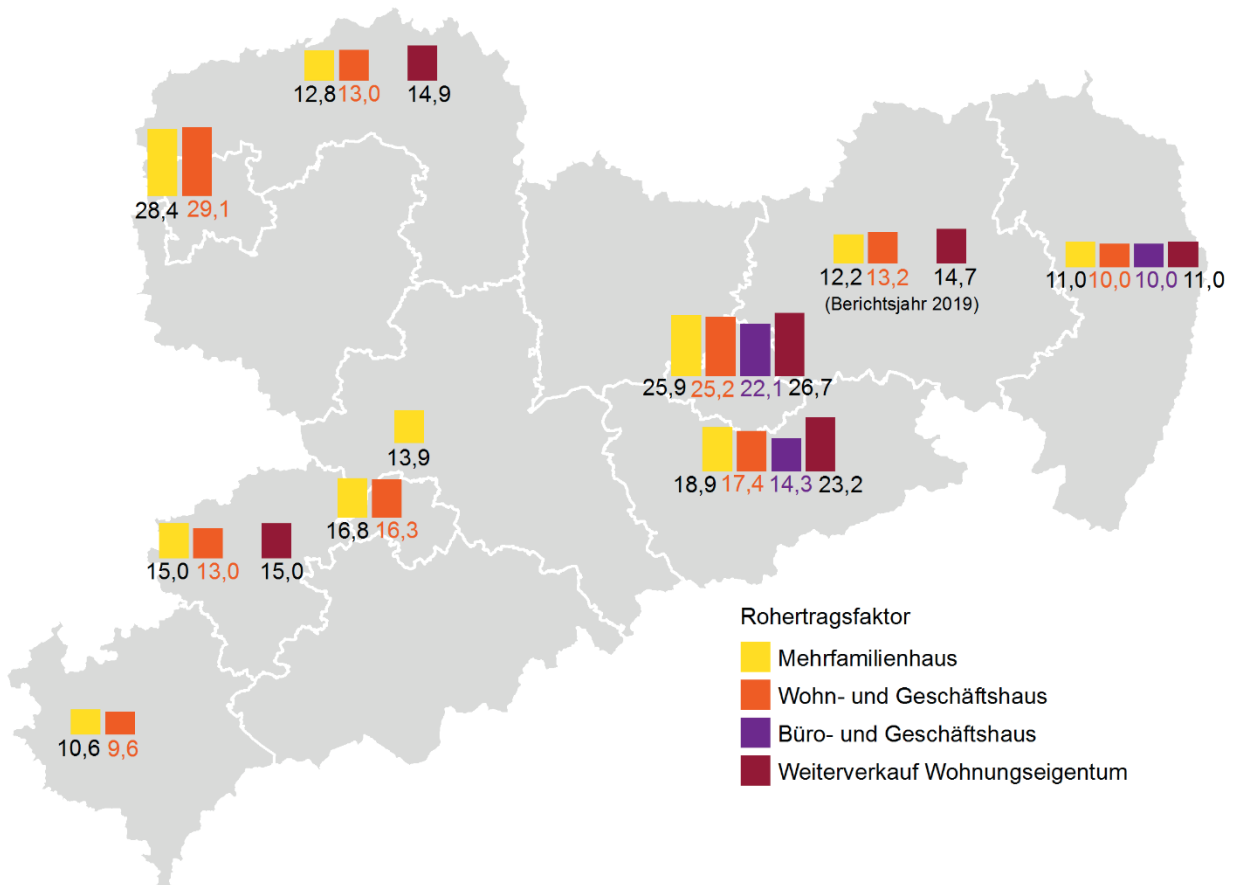 12,8 13,0 14,9
28,4 29,1
12,2 13,2 14,7
(Berichtsjahr 2019)
11,0 10,0 10,0 11,0
25,9 25,2 22,1 26,7
13,9
18,9 17,4 14,3 23,2
16,8 16,3
15,0 13,0 15,0
10,6 9,6
Rohertragsfaktor
Mehrfamilienhaus
Wohn- und Geschäftshaus
Büro- und Geschäftshaus
Weiterverkauf Wohnungseigentum